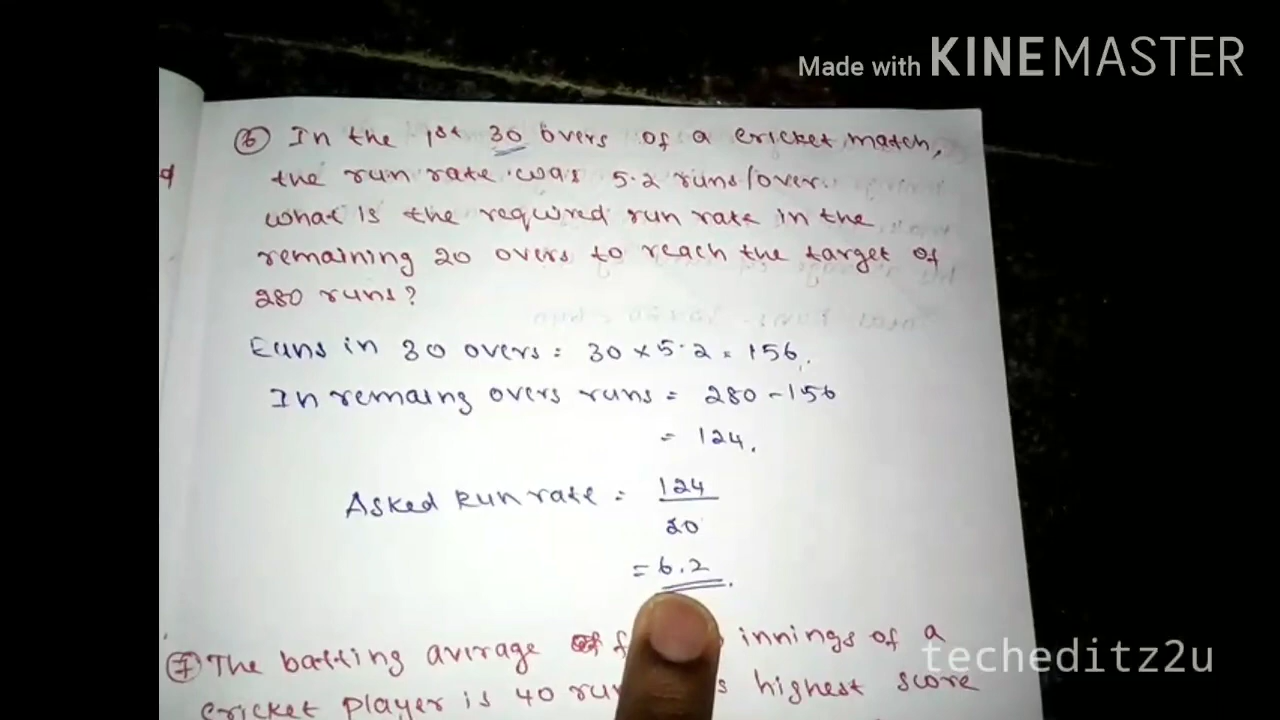 Made with KINEMASTER
⑥ In the 1st 30 overs of a cricket match,
the run rate was 5.2 runs/over.
what is the required run rate in the
remaining 20 overs to reach the target of
280 runs?
Runs in 30 overs = 30 × 5.2 = 156.
In remaing overs runs = 280 - 156
= 124.
Asked Run rate = 124
20
= 6.2
⑦ The batting average of innings of a
cricket player is 40 highest score
techeditz2u